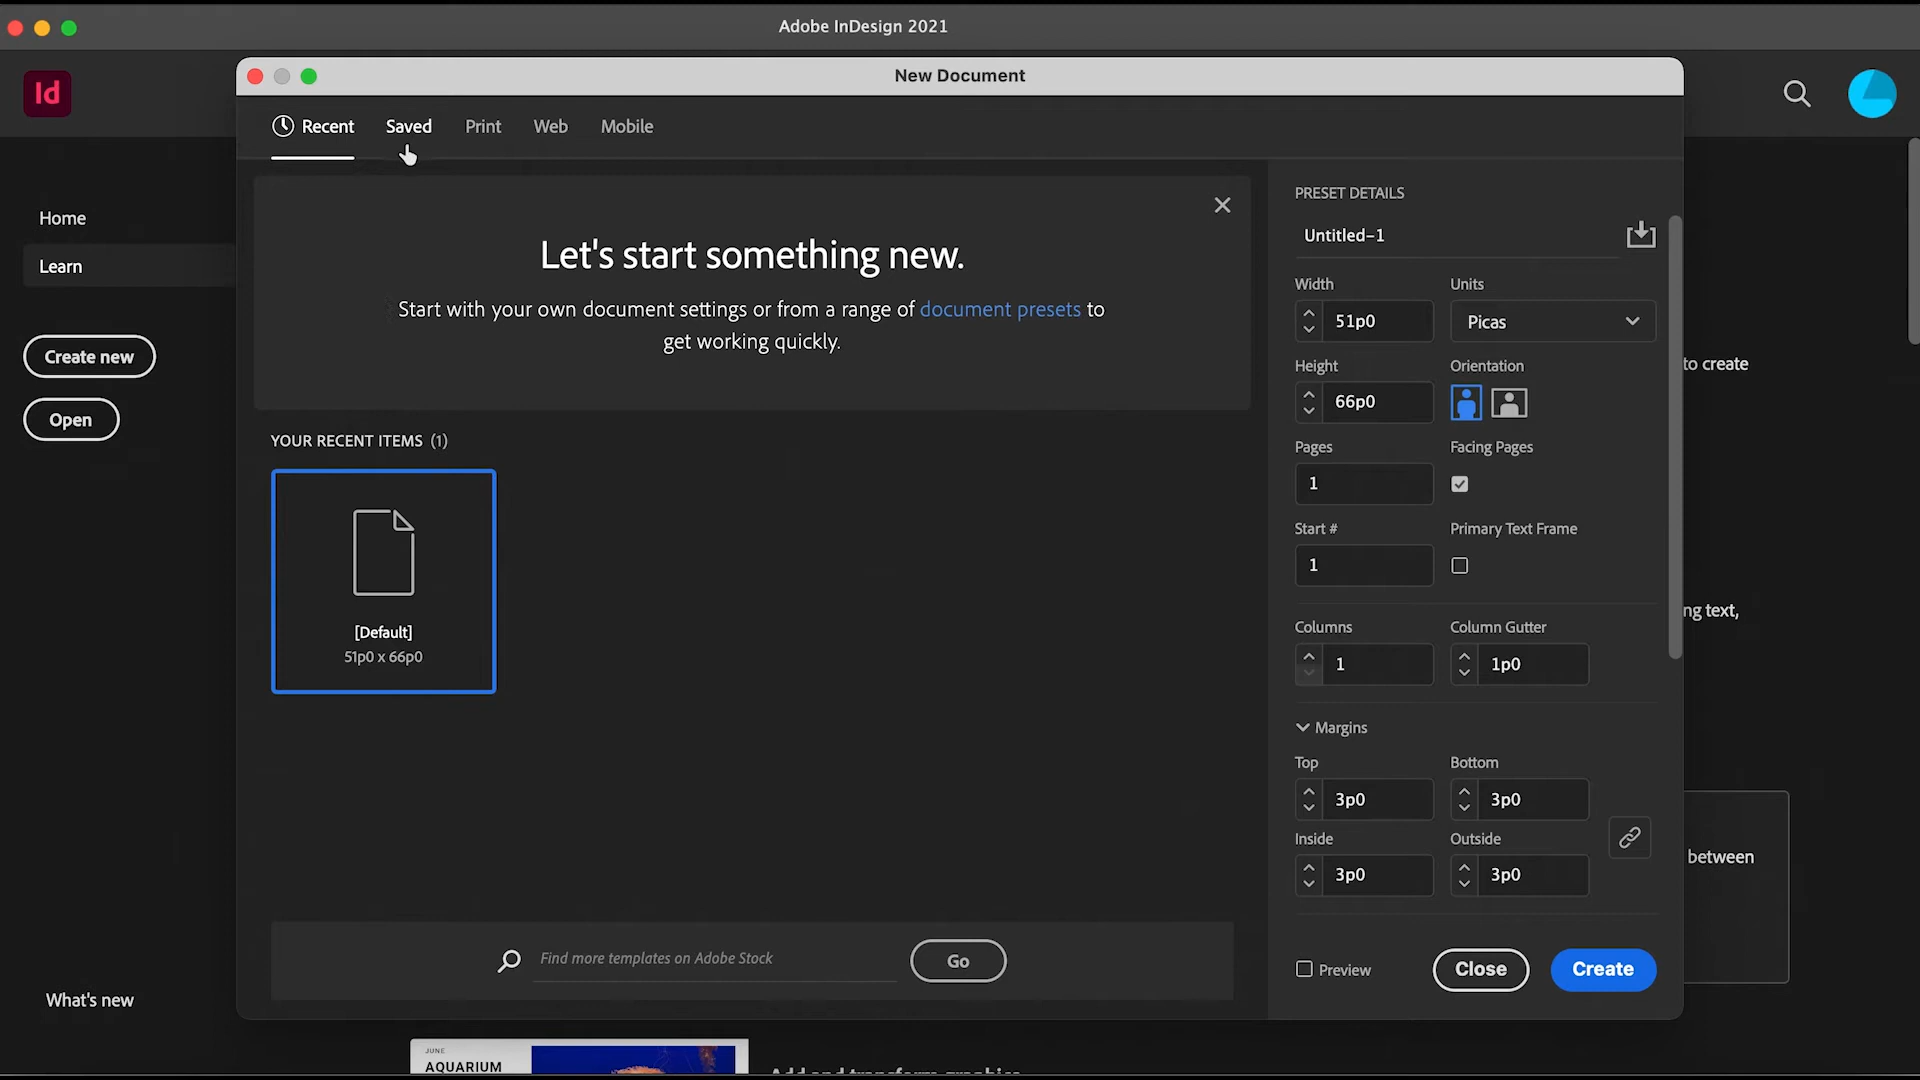 Adobe InDesign 2021
Id
New Document
Recent
Saved
Print
Web
Mobile
Home
Learn
Create new
Open
What's new
Let's start something new.
Start with your own document settings or from a range of document presets to
get working quickly.
YOUR RECENT ITEMS (1)
[Default]
51p0 x 66p0
Find more templates on Adobe Stock
Go
PRESET DETAILS
Untitled-1
Width
Units
51p0
Picas
Height
Orientation
66p0
Pages
Facing Pages
1
Start #
Primary Text Frame
1
Columns
Column Gutter
1
1p0
Margins
Top
Bottom
3p0
3p0
Inside
Outside
3p0
3p0
Preview
Close
Create
to create
ng text,
between
JUNE
AQUARIUM
Add and transform graphics